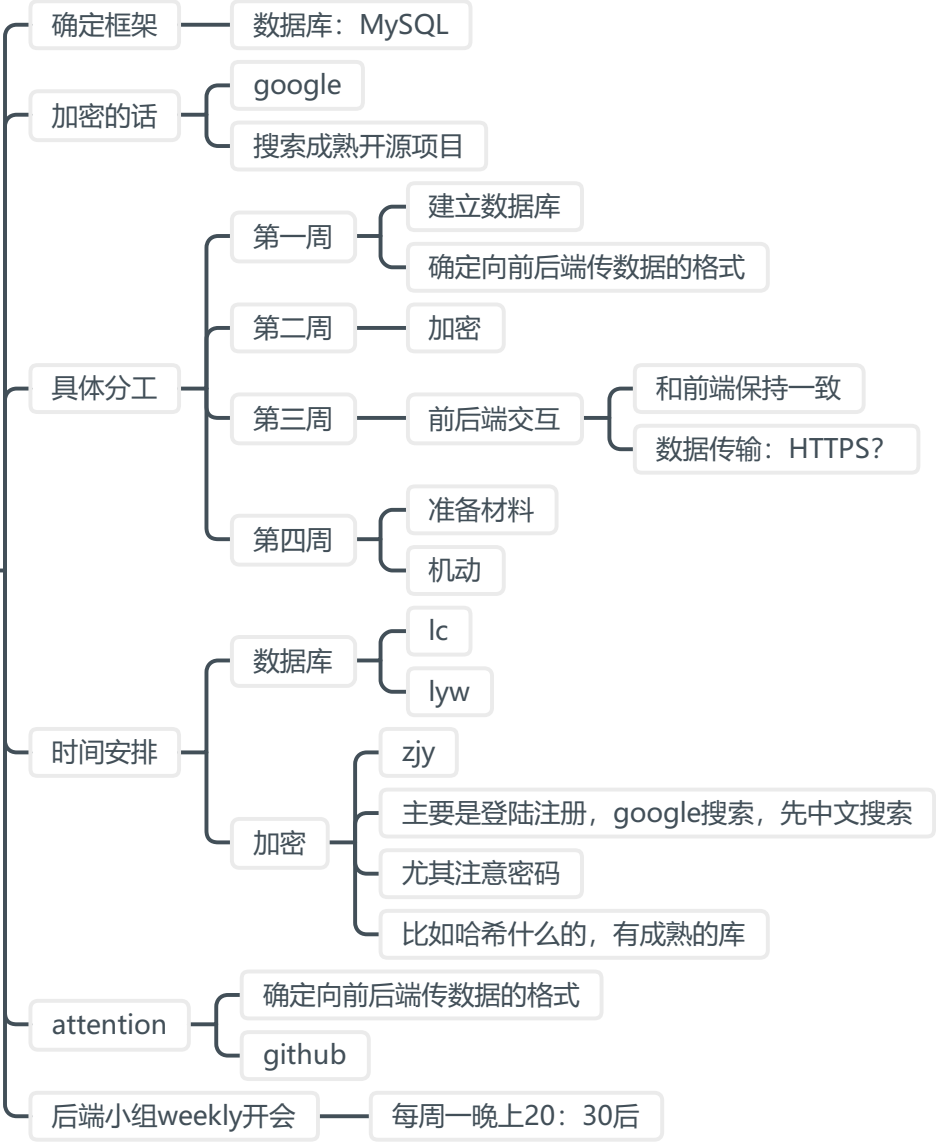 确定框架
数据库：MySQL
加密的话
google
搜索成熟开源项目
具体分工
第一周
建立数据库
确定向前后端传数据的格式
第二周
加密
第三周
前后端交互
和前端保持一致
数据传输：HTTPS？
第四周
准备材料
机动
时间安排
数据库
lc
lyw
加密
zjy
主要是登陆注册，google搜索，先中文搜索
尤其注意密码
比如哈希什么的，有成熟的库
attention
确定向前后端传数据的格式
github
后端小组weekly开会
每周一晚上20：30后